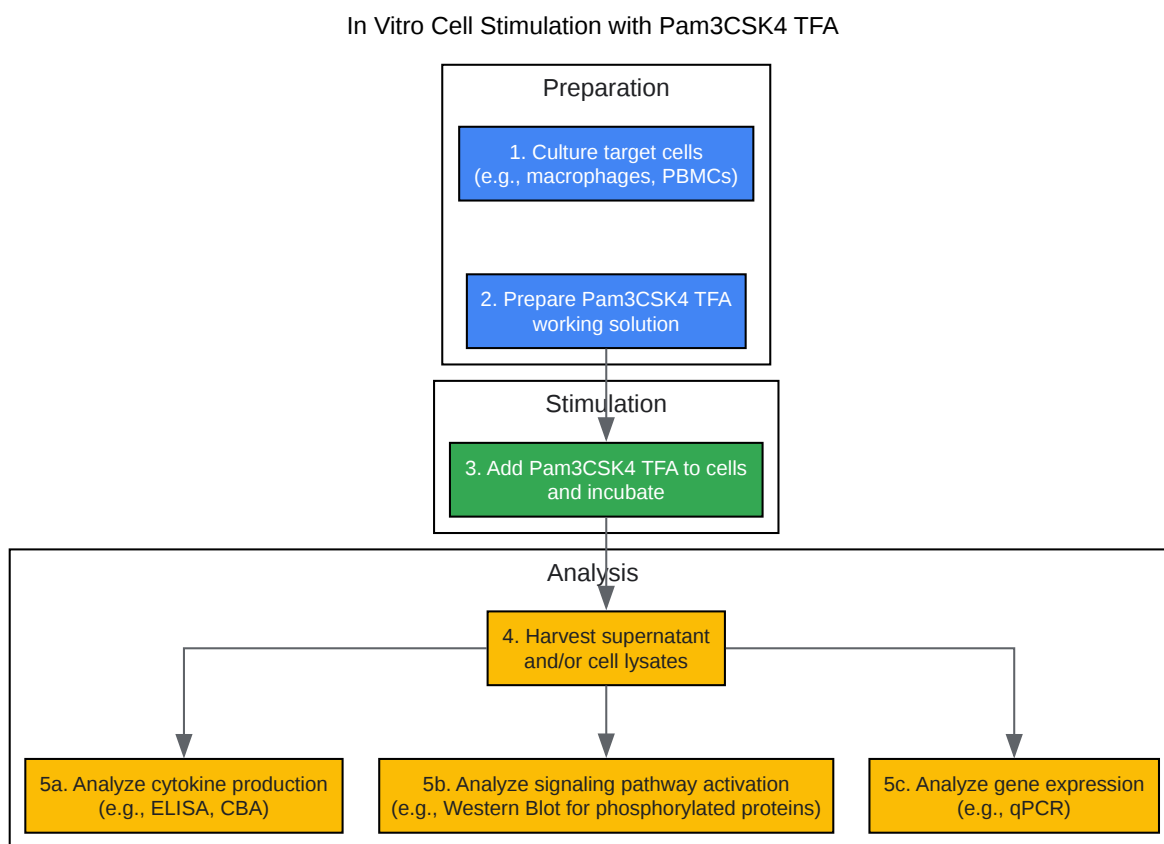 In Vitro Cell Stimulation with Pam3CSK4 TFA
Preparation
1. Culture target cells
(e.g., macrophages, PBMCs)
2. Prepare Pam3CSK4 TFA
working solution
Stimulation
3. Add Pam3CSK4 TFA to cells
and incubate
Analysis
4. Harvest supernatant
and/or cell lysates
5a. Analyze cytokine production
(e.g., ELISA, CBA)
5b. Analyze signaling pathway activation
(e.g., Western Blot for phosphorylated proteins)
5c. Analyze gene expression
(e.g., qPCR)